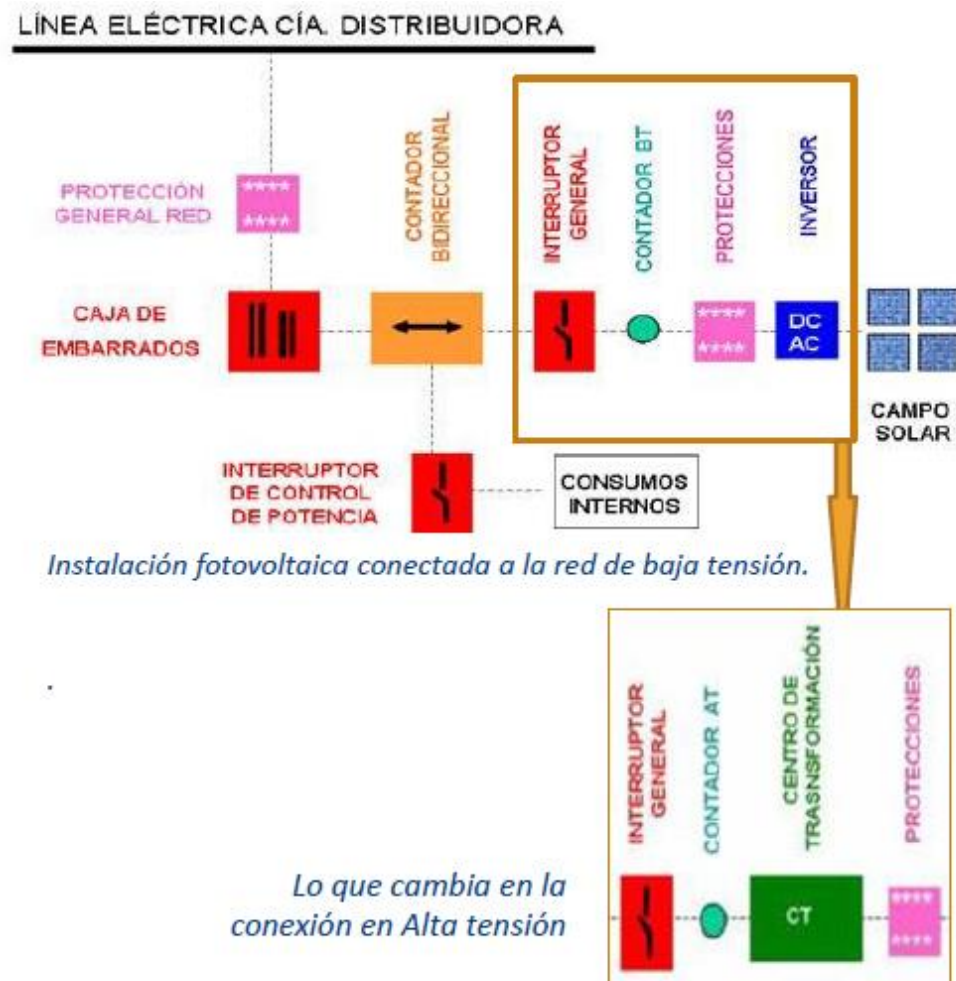 LÍNEA ELÉCTRICA CÍA. DISTRIBUIDORA
PROTECCIÓN
GENERAL RED
****
****
CONTADOR
BIDIRECCIONAL
INTERRUPTOR
GENERAL
CONTADOR BT
PROTECCIONES
INVERSOR
CAJA DE
EMBARRADOS
****
****
DC
AC
CAMPO
SOLAR
INTERRUPTOR
DE CONTROL
DE POTENCIA
CONSUMOS
INTERNOS
Instalación fotovoltaica conectada a la red de baja tensión.
.
INTERRUPTOR
GENERAL
CONTADOR AT
CENTRO DE
TRASNSFORMACIÓN
PROTECCIONES
Lo que cambia en la
conexión en Alta tensión
CT
****
****